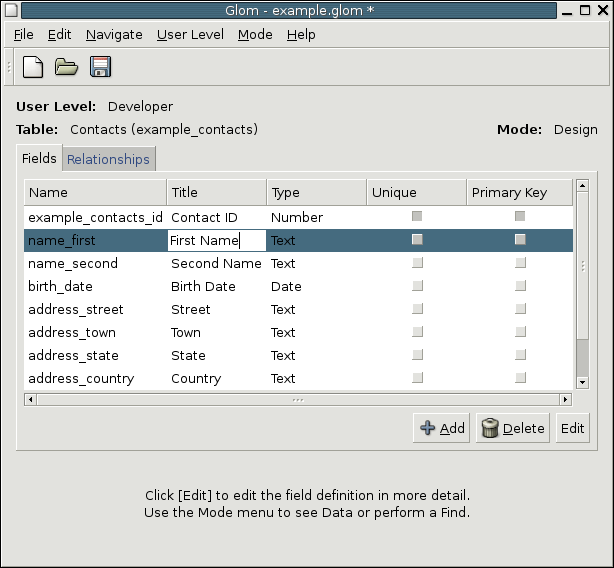 Glom - example.glom *
File Edit Navigate User Level Mode Help
User Level: Developer
Table: Contacts (example_contacts) Mode: Design
Fields Relationships
Name Title Type Unique Primary Key
example_contacts_id Contact ID Number
name_first First Name Text
name_second Second Name Text
birth_date Birth Date Date
address_street Street Text
address_town Town Text
address_state State Text
address_country Country Text
Add Delete Edit
Click [Edit] to edit the field definition in more detail.
Use the Mode menu to see Data or perform a Find.